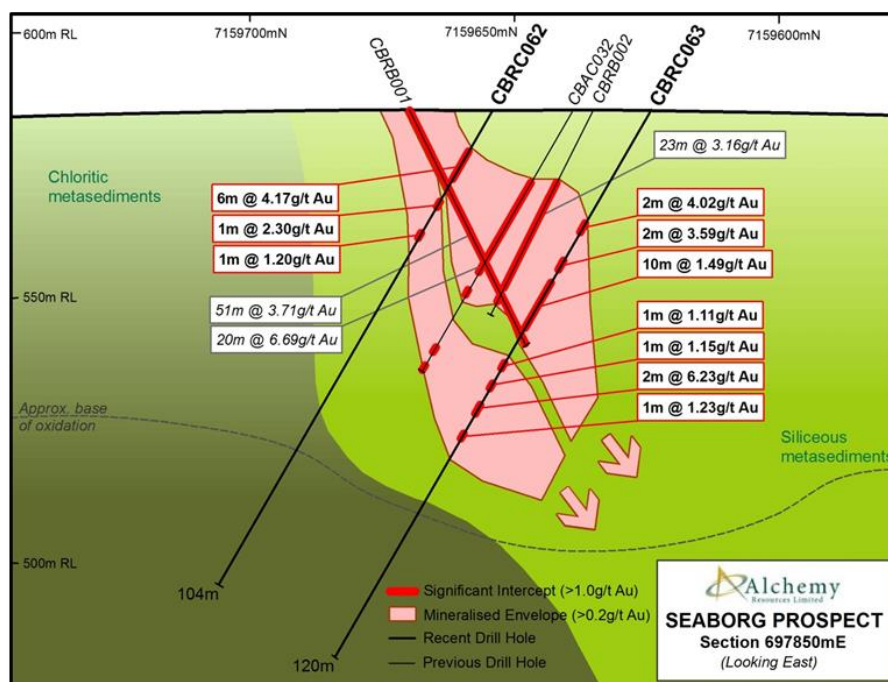 600m RL
7159700mN
7159650mN
7159600mN
CBRB001
CBRC062
CBAC032
CBRB002
CBRC063
23m @ 3.16g/t Au
Chloritic
metasediments
6m @ 4.17g/t Au
1m @ 2.30g/t Au
1m @ 1.20g/t Au
2m @ 4.02g/t Au
2m @ 3.59g/t Au
10m @ 1.49g/t Au
550m RL
51m @ 3.71g/t Au
20m @ 6.69g/t Au
1m @ 1.11g/t Au
1m @ 1.15g/t Au
2m @ 6.23g/t Au
1m @ 1.23g/t Au
Approx. base
of oxidation
Siliceous
metasediments
500m RL
104m
120m
Significant Intercept (>1.0g/t Au)
Mineralised Envelope (>0.2g/t Au)
Recent Drill Hole
Previous Drill Hole
Alchemy
Resources Limited
SEABORG PROSPECT
Section 697850mE
(Looking East)